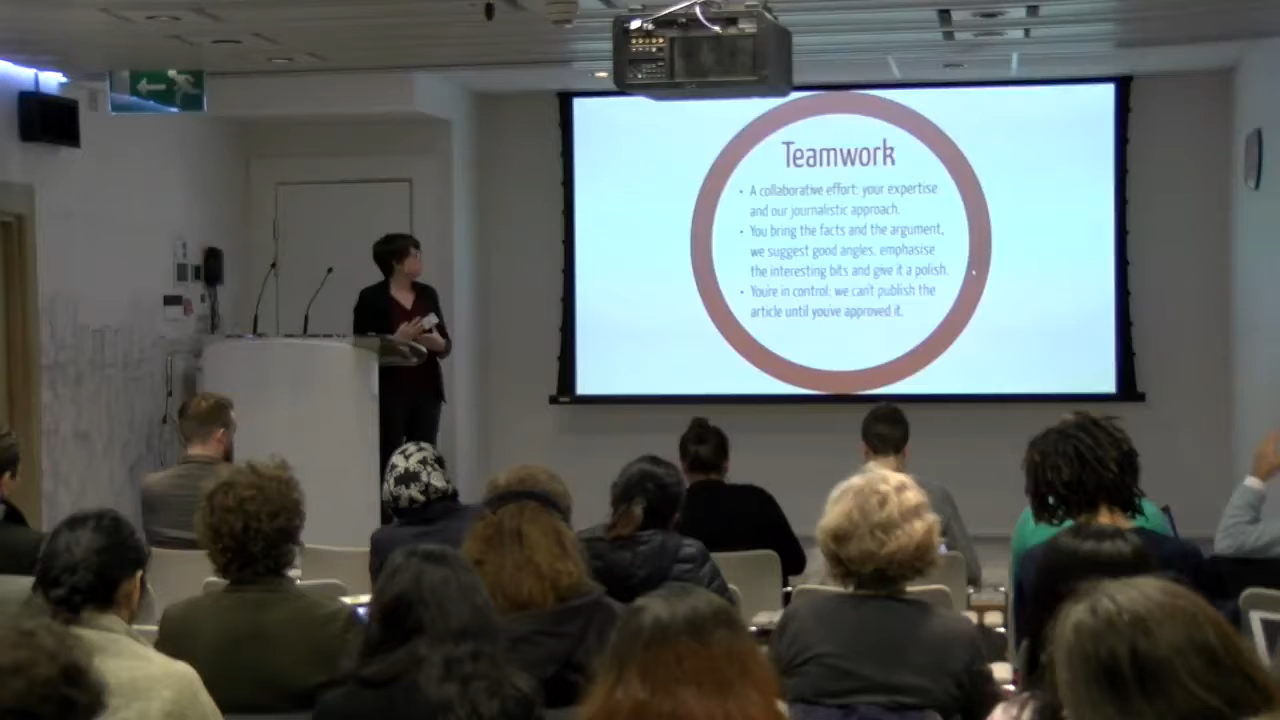 Teamwork
• A collaborative effort: your expertise
and our journalistic approach.
• You bring the facts and the argument,
we suggest good angles, emphasise
the interesting bits and give it a polish.
• You're in control: we can't publish the
article until you've approved it.